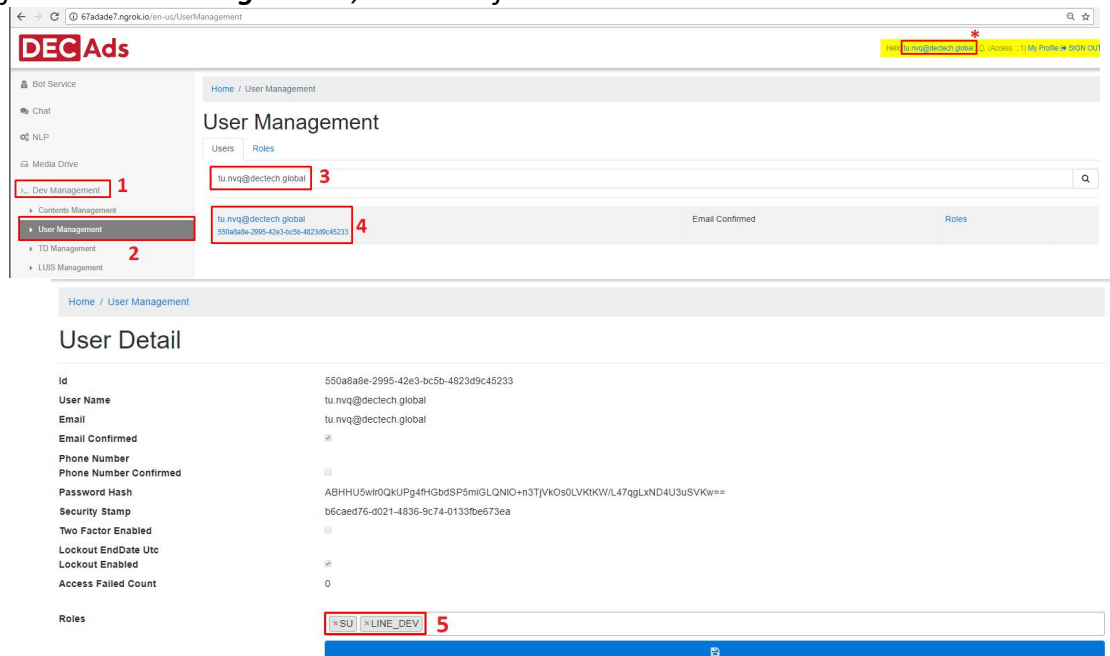 67adade7.ngrok.io/en-us/UserManagement
DEC Ads
*
Hello tu.nvq@dectech.global (Access: ::1) My Profile SIGN OUT
Bot Service
Home / User Management
Chat
User Management
NLP
Users Roles
Media Drive
tu.nvq@dectech.global 3
>_ Dev Management 1
Contents Management
tu.nvq@dectech.global Email Confirmed Roles
User Management
550a8a8e-2995-42e3-bc5b-4823d9c45233 4
TD Management
2
LUIS Management
Home / User Management
User Detail
Id 550a8a8e-2995-42e3-bc5b-4823d9c45233
User Name tu.nvq@dectech.global
Email tu.nvq@dectech.global
Email Confirmed
Phone Number
Phone Number Confirmed
Password Hash ABHHU5wlr0QkUPg4fHGbdSP5miGLQNIO+n3TjVkOs0LVKtKW/L47qgLxND4U3uSVKw==
Security Stamp b6caed76-d021-4836-9c74-0133fbe673ea
Two Factor Enabled
Lockout EndDate Utc
Lockout Enabled
Access Failed Count 0
Roles ×SU ×LINE_DEV 5